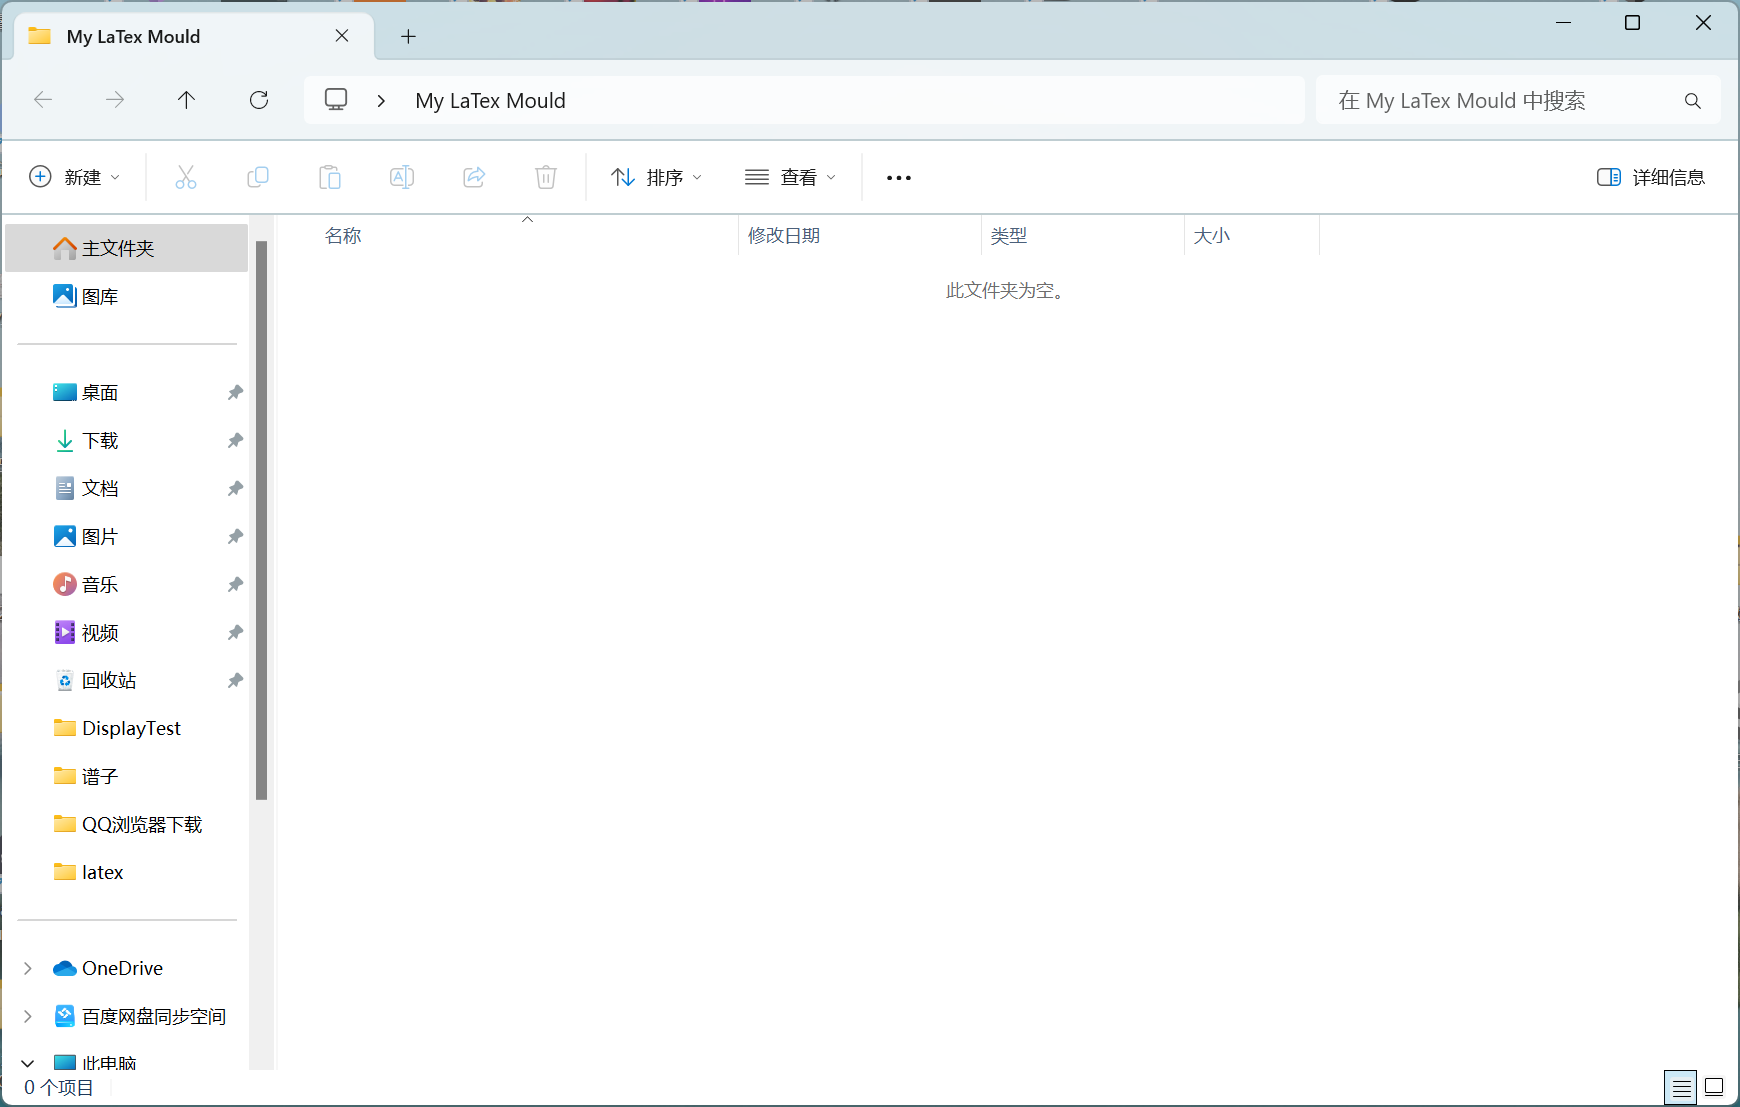 My LaTex Mould
My LaTex Mould
在 My LaTex Mould 中搜索
新建
排序
查看
详细信息
名称
修改日期
类型
大小
此文件夹为空。
主文件夹
图库
桌面
下载
文档
图片
音乐
视频
回收站
DisplayTest
谱子
QQ浏览器下载
latex
OneDrive
百度网盘同步空间
此电脑
0 个项目